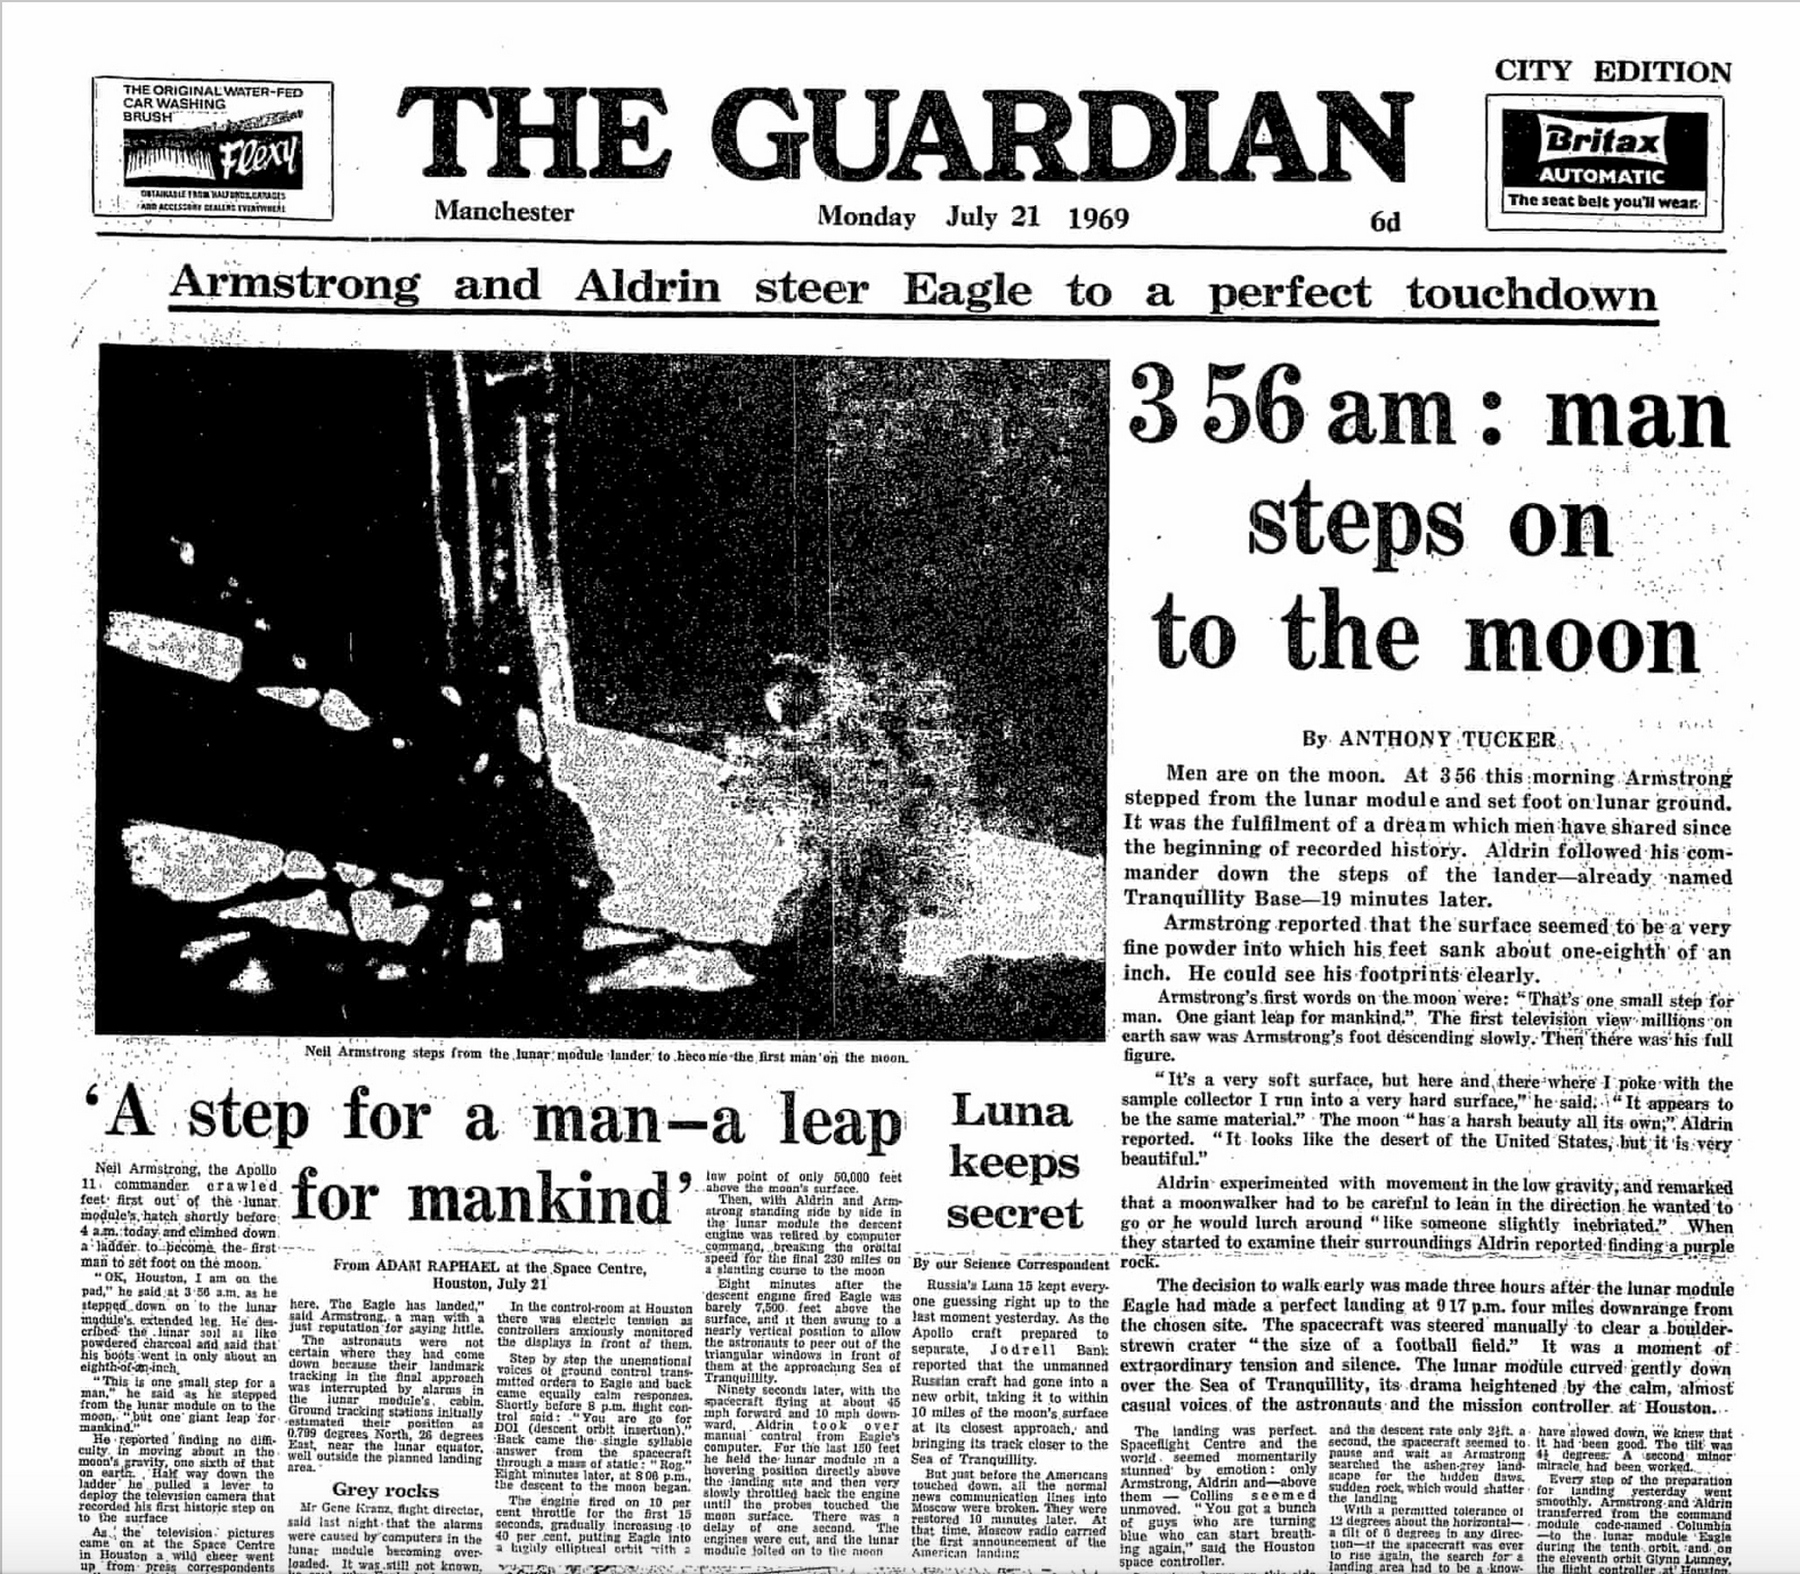 CITY EDITION
THE ORIGINAL WATER-FED
CAR WASHING
BRUSH
Flexy
OBTAINABLE FROM HALFORDS, GARAGES
AND ACCESSORY DEALERS EVERYWHERE
THE GUARDIAN
Britax
AUTOMATIC
The seat belt you'll wear.
Manchester
Monday July 21 1969
6d
Armstrong and Aldrin steer Eagle to a perfect touchdown
3 56 am : man
steps on
to the moon
By ANTHONY TUCKER
Men are on the moon. At 3 56 this morning Armstrong
stepped from the lunar module and set foot on lunar ground.
It was the fulfilment of a dream which men have shared since
the beginning of recorded history. Aldrin followed his com-
mander down the steps of the lander—already named
Tranquillity Base—19 minutes later.
Armstrong reported that the surface seemed to be a very
fine powder into which his feet sank about one-eighth of an
inch. He could see his footprints clearly.
Armstrong's first words on the moon were: "That's one small step for
man. One giant leap for mankind." The first television view millions on
earth saw was Armstrong's foot descending slowly. Then there was his full
figure.
"It's a very soft surface, but here and there where I poke with the
sample collector I run into a very hard surface," he said. "It appears to
be the same material." The moon "has a harsh beauty all its own," Aldrin
reported. "It looks like the desert of the United States, but it is very
beautiful."
Aldrin experimented with movement in the low gravity, and remarked
that a moonwalker had to be careful to lean in the direction he wanted to
go or he would lurch around "like someone slightly inebriated." When
they started to examine their surroundings Aldrin reported finding a purple
rock.
The decision to walk early was made three hours after the lunar module
Eagle had made a perfect landing at 9 17 p.m. four miles downrange from
the chosen site. The spacecraft was steered manually to clear a boulder-
strewn crater "the size of a football field." It was a moment of
extraordinary tension and silence. The lunar module curved gently down
over the Sea of Tranquillity, its drama heightened by the calm, almost
casual voices of the astronauts and the mission controller at Houston.
The landing was perfect.
Spaceflight Centre and the
world seemed momentarily
stunned by emotion: only
Armstrong, Aldrin and—above
them — Collins seemed
unmoved. "You got a bunch
of guys who are turning
blue who can start breath-
ing again," said the Houston
space controller.
and the descent rate only 2½ft. a
second, the spacecraft seemed to
pause and wait as Armstrong
searched the ashen-grey land-
scape for the hidden flaws,
sudden rock, which would shatter
the landing
With a permitted tolerance of
12 degrees about the horizontal—
a tilt of 6 degrees in any direc-
tion—if the spacecraft was ever
to rise again, the search for a
landing area had to be a know-
have slowed down, we knew that
it had been good. The tilt was
4½ degrees: A second minor
miracle had been worked.
Every step of the preparation
for landing yesterday went
smoothly. Armstrong and Aldrin
transferred from the command
module code-named Columbia
—to the lunar module Eagle
during the tenth orbit and on
the eleventh orbit Glynn Lunney,
the flight controller at Houston,
Neil Armstrong steps from the lunar module lander to become the first man on the moon.
'A step for a man—a leap
for mankind'
Neil Armstrong, the Apollo
11 commander crawled
feet first out of the lunar
module's hatch shortly before
4 a.m. today and climbed down
a ladder to become the first
man to set foot on the moon.
"OK, Houston, I am on the
pad," he said at 3 56 a.m. as he
stepped down on to the lunar
module's extended leg. He des-
cribed the lunar soil as like
powdered charcoal and said that
his boots went in only about an
eighth-of-an-inch.
"This is one small step for a
man," he said as he stepped
from the lunar module on to the
moon, "but one giant leap for
mankind."
He reported finding no diffi-
culty in moving about in the
moon's gravity, one sixth of that
on earth. Half way down the
ladder he pulled a lever to
deploy the television camera that
recorded his first historic step on
to the surface
As the television pictures
came on at the Space Centre
in Houston a wild cheer went
up from press correspondents
From ADAM RAPHAEL at the Space Centre,
Houston, July 21
here. The Eagle has landed,"
said Armstrong, a man with a
just reputation for saying little.
The astronauts were not
certain where they had come
down because their landmark
tracking in the final approach
was interrupted by alarms in
the lunar module's cabin.
Ground tracking stations initially
estimated their position as
0.799 degrees North, 26 degrees
East, near the lunar equator,
well outside the planned landing
area.
Grey rocks
Mr Gene Kranz, flight director,
said last night that the alarms
were caused by computers in the
lunar module becoming over-
loaded. It was still not known,
In the control-room at Houston
there was electric tension as
controllers anxiously monitored
the displays in front of them.
Step by step the unemotional
voices of ground control trans-
mitted orders to Eagle and back
came equally calm responses.
Shortly before 8 p.m. flight con-
trol said: "You are go for
DOI (descent orbit insertion)."
Back came the single syllable
answer from the spacecraft
through a mass of static: "Rog."
Eight minutes later, at 8 08 p.m.,
the descent to the moon began.
The engine fired on 10 per
cent throttle for the first 15
seconds, gradually increasing to
40 per cent, putting Eagle into
a highly elliptical orbit with a
low point of only 50,000 feet
above the moon's surface.
Then, with Aldrin and Arm-
strong standing side by side in
the lunar module the descent
engine was refired by computer
command, breaking the orbital
speed for the final 230 miles on
a slanting course to the moon
Eight minutes after the
descent engine fired Eagle was
barely 7,500 feet above the
surface, and it then swung to a
nearly vertical position to allow
the astronauts to peer out of the
triangular windows in front of
them at the approaching Sea of
Tranquillity.
Ninety seconds later, with the
spacecraft flying at about 45
mph forward and 10 mph down-
ward, Aldrin took over
manual control from Eagle's
computer. For the last 150 feet
he held the lunar module in a
hovering position directly above
the landing site and then very
slowly throttled back the engine
until the probes touched the
moon surface. There was a
delay of one second. The
engines were cut, and the lunar
module jolted on to the moon
Luna
keeps
secret
By our Science Correspondent
Russia's Luna 15 kept every-
one guessing right up to the
last moment yesterday. As the
Apollo craft prepared to
separate, Jodrell Bank
reported that the unmanned
Russian craft had gone into a
new orbit, taking it to within
10 miles of the moon's surface
at its closest approach, and
bringing its track closer to the
Sea of Tranquillity.
But just before the Americans
touched down, all the normal
news communication lines into
Moscow were broken. They were
restored 10 minutes later. At
that time, Moscow radio carried
the first announcement of the
American landing